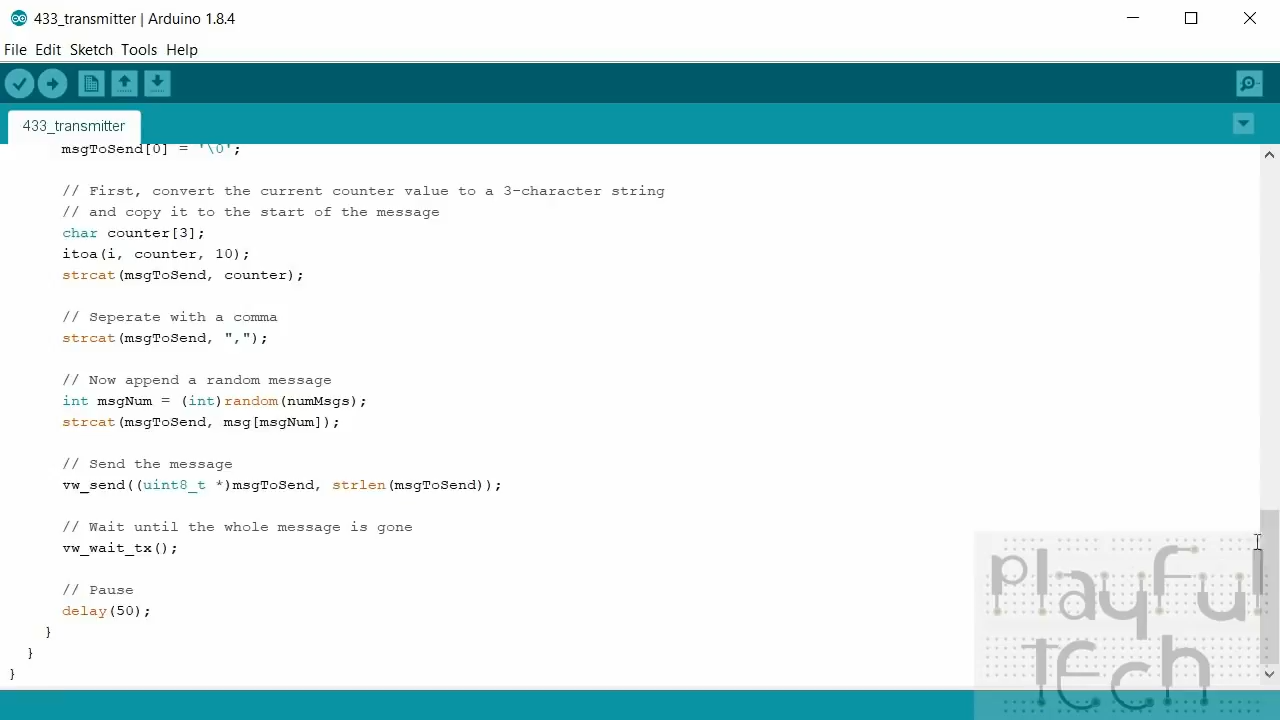 433_transmitter | Arduino 1.8.4
File Edit Sketch Tools Help
433_transmitter
msgToSend[0] = '\0';
// First, convert the current counter value to a 3-character string
// and copy it to the start of the message
char counter[3];
itoa(i, counter, 10);
strcat(msgToSend, counter);
// Seperate with a comma
strcat(msgToSend, ",");
// Now append a random message
int msgNum = (int)random(numMsgs);
strcat(msgToSend, msg[msgNum]);
// Send the message
vw_send((uint8_t *)msgToSend, strlen(msgToSend));
// Wait until the whole message is gone
vw_wait_tx();
// Pause
delay(50);
}
}
}
playful
tech